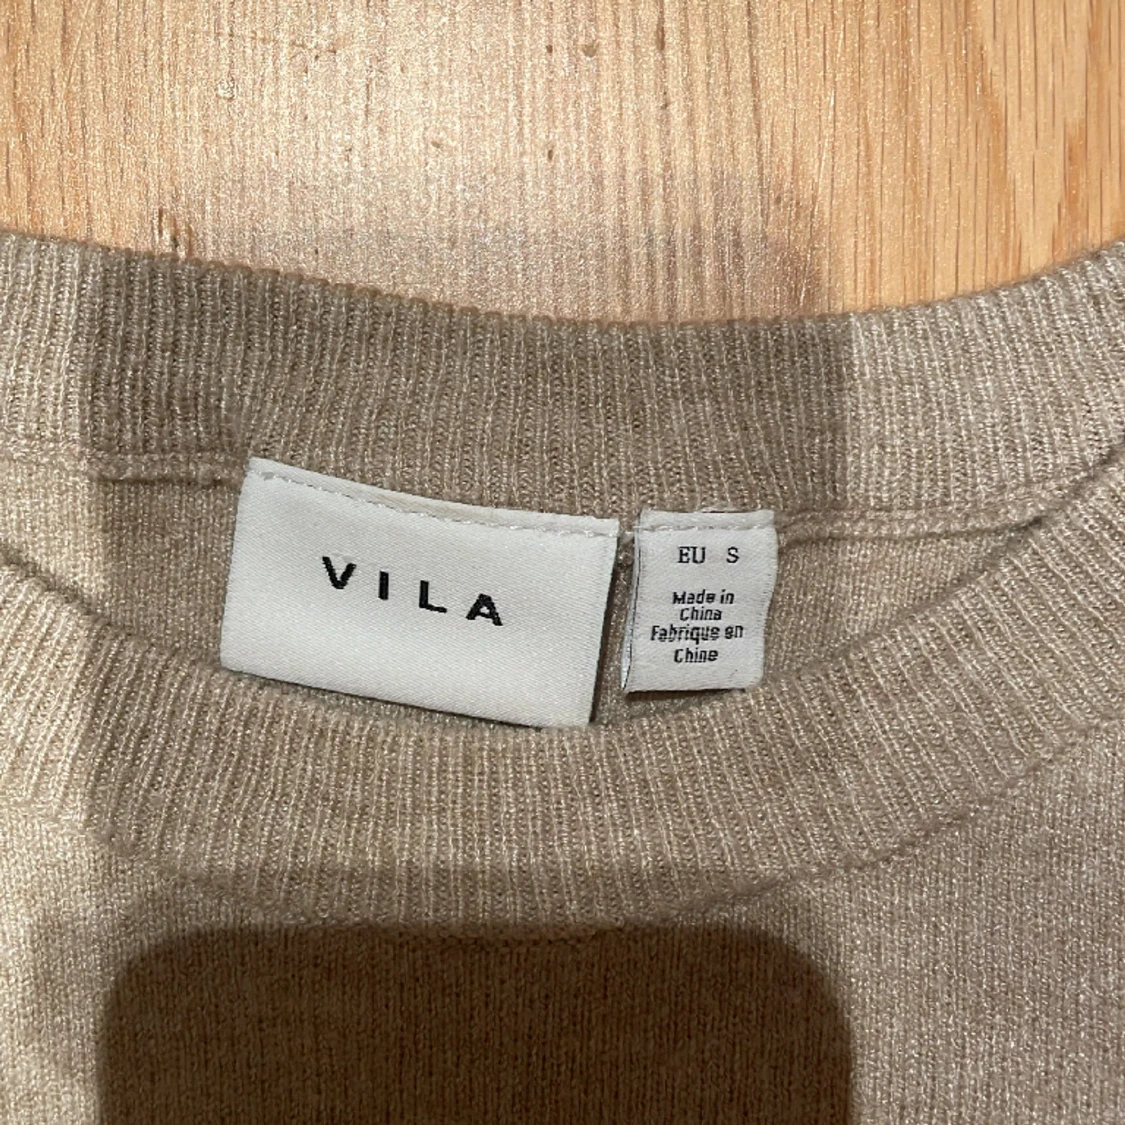 VILA
EU S
Made in
China
Fabrique en
Chine